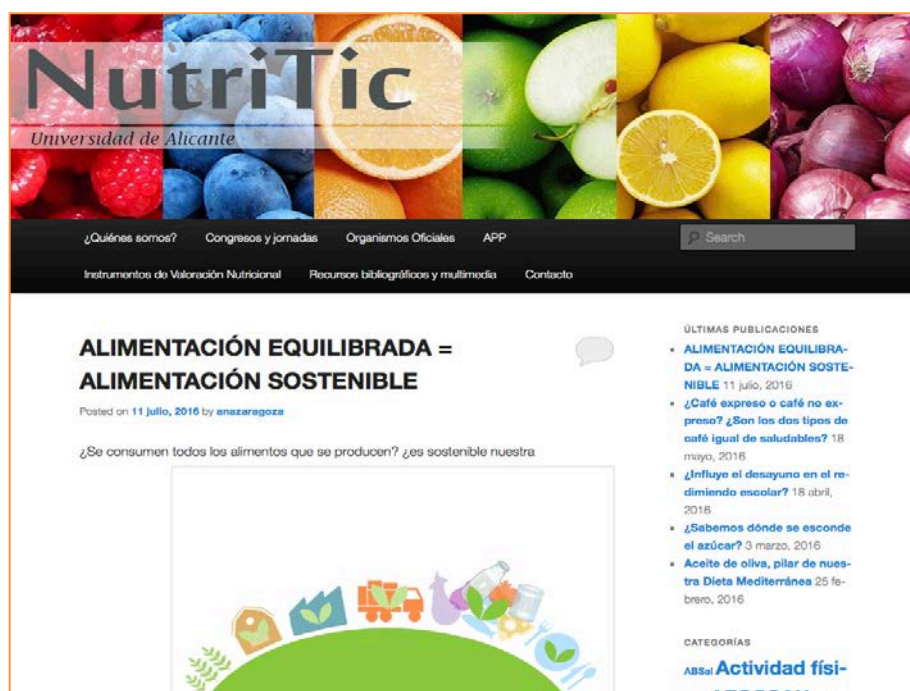 NutriTic
Universidad de Alicante
¿Quiénes somos? Congresos y jornadas Organismos Oficiales APP Search
Instrumentos de Valoración Nutricional Recursos bibliográficos y multimedia Contacto
ALIMENTACIÓN EQUILIBRADA =
ALIMENTACIÓN SOSTENIBLE
Posted on 11 julio, 2016 by anazaragoza
¿Se consumen todos los alimentos que se producen? ¿es sostenible nuestra
ÚLTIMAS PUBLICACIONES
ALIMENTACIÓN EQUILIBRA-
DA = ALIMENTACIÓN SOSTE-
NIBLE 11 julio, 2016
¿Café expreso o café no ex-
preso? ¿Son los dos tipos de
café igual de saludables? 18
mayo, 2016
¿Influye el desayuno en el re-
dimiendo escolar? 18 abril,
2016
¿Sabemos dónde se esconde
el azúcar? 3 marzo, 2016
Aceite de oliva, pilar de nues-
tra Dieta Mediterránea 25 fe-
brero, 2016
CATEGORÍAS
ABSal Actividad físi-